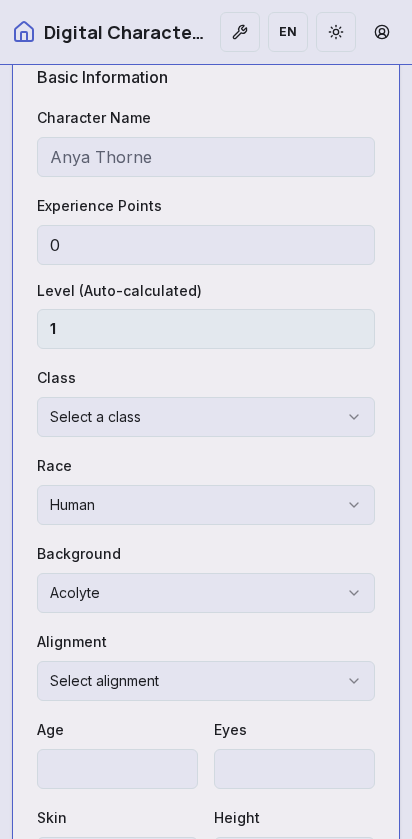 Digital Characte...
EN
Basic Information
Character Name
Anya Thorne
Experience Points
0
Level (Auto-calculated)
1
Class
Select a class
Race
Human
Background
Acolyte
Alignment
Select alignment
Age
Eyes
Skin
Height